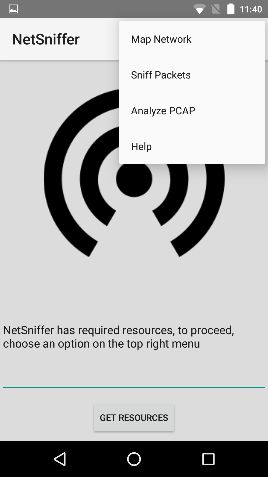 11:40
NetSniffer
Map Network
Sniff Packets
Analyze PCAP
Help
NetSniffer has required resources, to proceed,
choose an option on the top right menu
GET RESOURCES